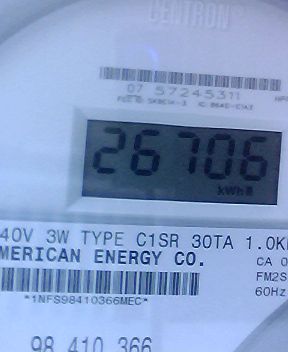 CENTRON®
07 57245311
26706
kWh
40V 3W TYPE C1SR 30TA 1.0K
MERICAN ENERGY CO.
CA 0
FM2S
60Hz
*1NFS98410366MEC*
98 410 366